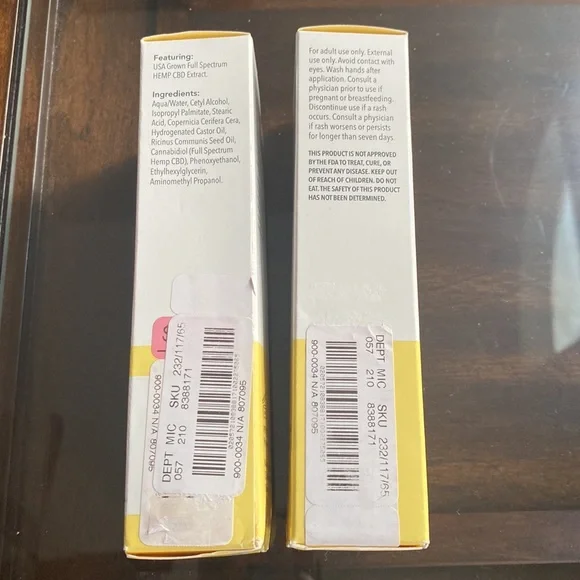 Featuring:
USA Grown Full Spectrum
HEMP CBD Extract.
Ingredients:
Aqua/Water, Cetyl Alcohol,
Isopropyl Palmitate, Stearic
Acid, Copernicia Cerifera Cera,
Hydrogenated Castor Oil,
Ricinus Communis Seed Oil,
Cannabidiol (Full Spectrum
Hemp CBD), Phenoxyethanol,
Ethylhexylglycerin,
Aminomethyl Propanol.
900-0034 N/A 807095
DEPT MIC SKU 232/117/65
057 210 8388171
900-0034 N/A 807095
For adult use only. External
use only. Avoid contact with
eyes. Wash hands after
application. Consult a
physician prior to use if
pregnant or breastfeeding.
Discontinue use if a rash
occurs. Consult a physician
if rash worsens or persists
for longer than seven days.
THIS PRODUCT IS NOT APPROVED
BY THE FDA TO TREAT, CURE, OR
PREVENT ANY DISEASE. KEEP OUT
OF REACH OF CHILDREN. DO NOT
EAT. THE SAFETY OF THIS PRODUCT
HAS NOT BEEN DETERMINED.
DEPT MIC SKU 232/117/65
057 210 8388171
900-0034 N/A 807095